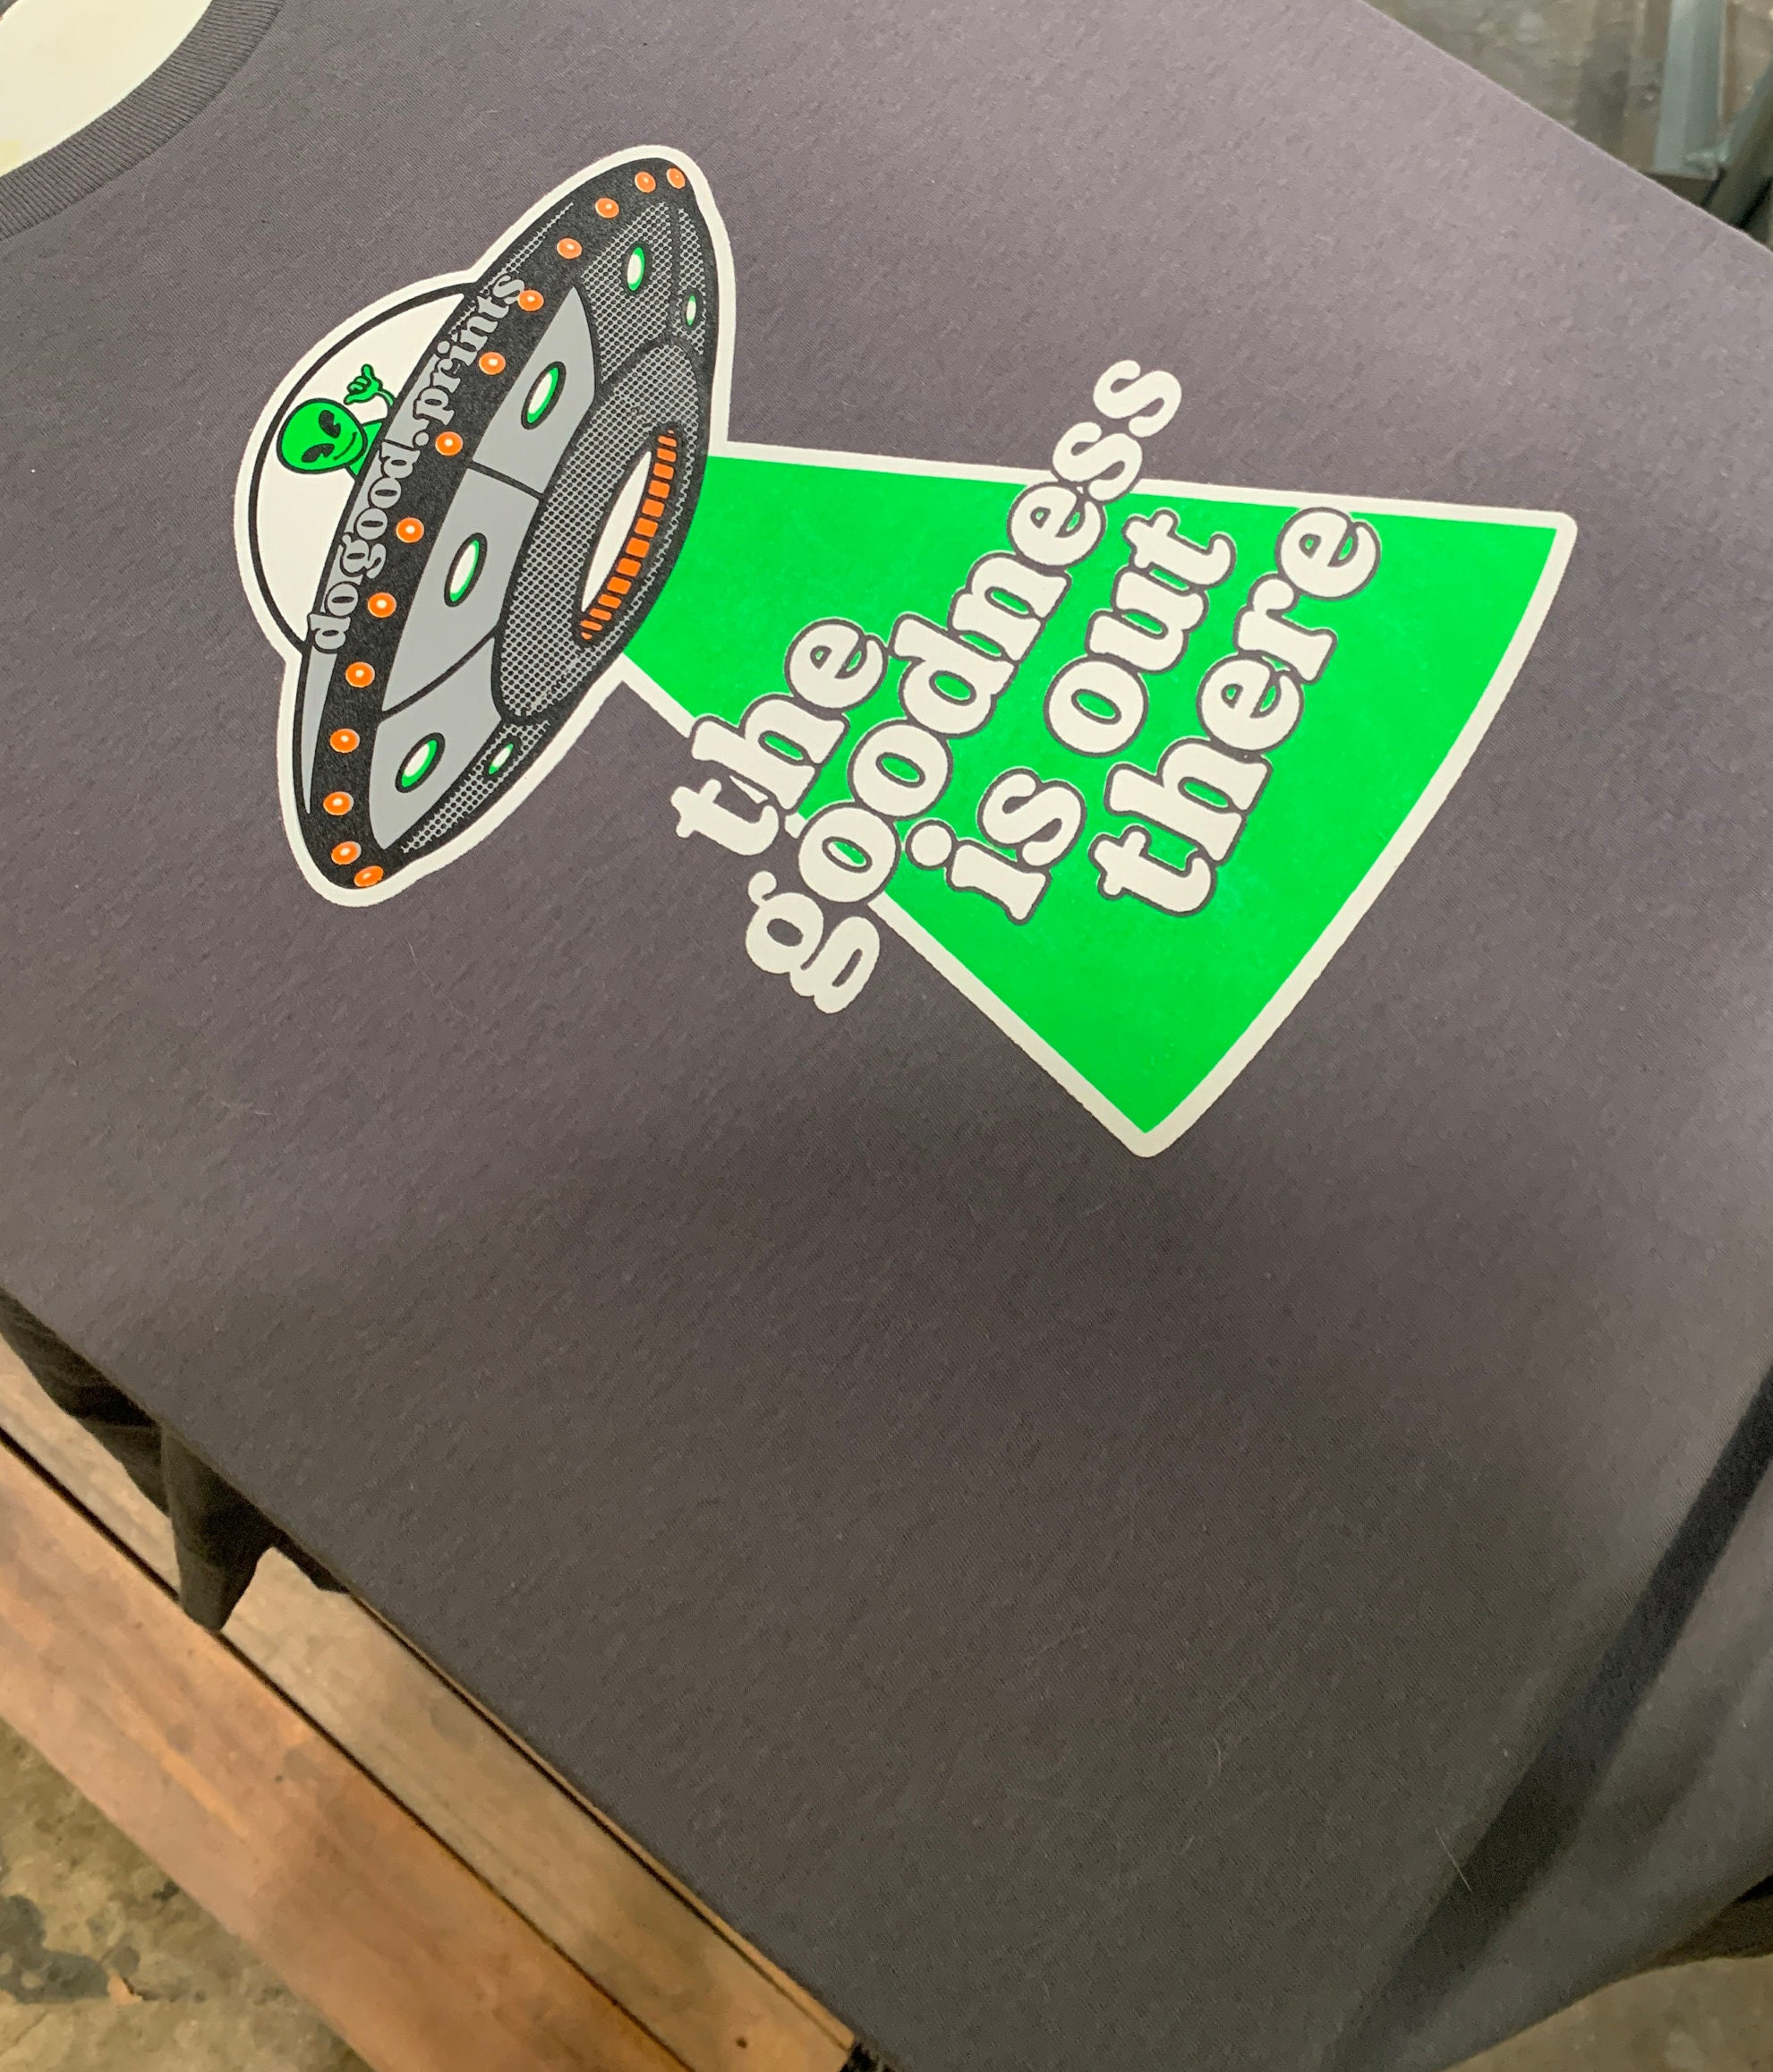 dogood.prints
the
goodness
is out
there